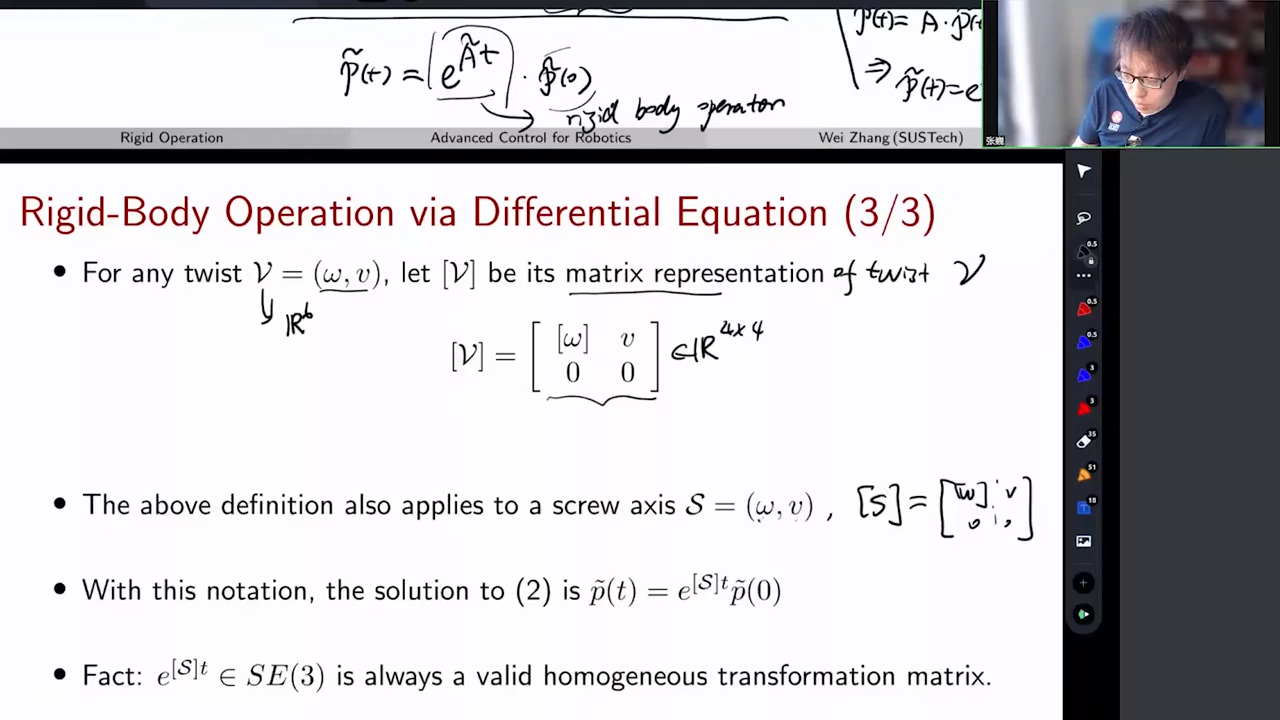 p̃(t) = e^{Ãt} · p̃(0)
rigid body operator
p̃(t) = A · p̃(t
⇒ p̃(t) = e
Rigid Operation Advanced Control for Robotics Wei Zhang (SUSTech)
张巍
Rigid-Body Operation via Differential Equation (3/3)
• For any twist 𝒱 = (ω, v), let [𝒱] be its matrix representation of twist 𝒱
ℝ⁶
[𝒱] = [ [ω] v
0 0 ] ∈ ℝ^{4×4}
• The above definition also applies to a screw axis 𝒮 = (ω, v) , [S] = [ [ω] v
0 0 ]
• With this notation, the solution to (2) is p̃(t) = e^{[𝒮]t}p̃(0)
• Fact: e^{[𝒮]t} ∈ SE(3) is always a valid homogeneous transformation matrix.